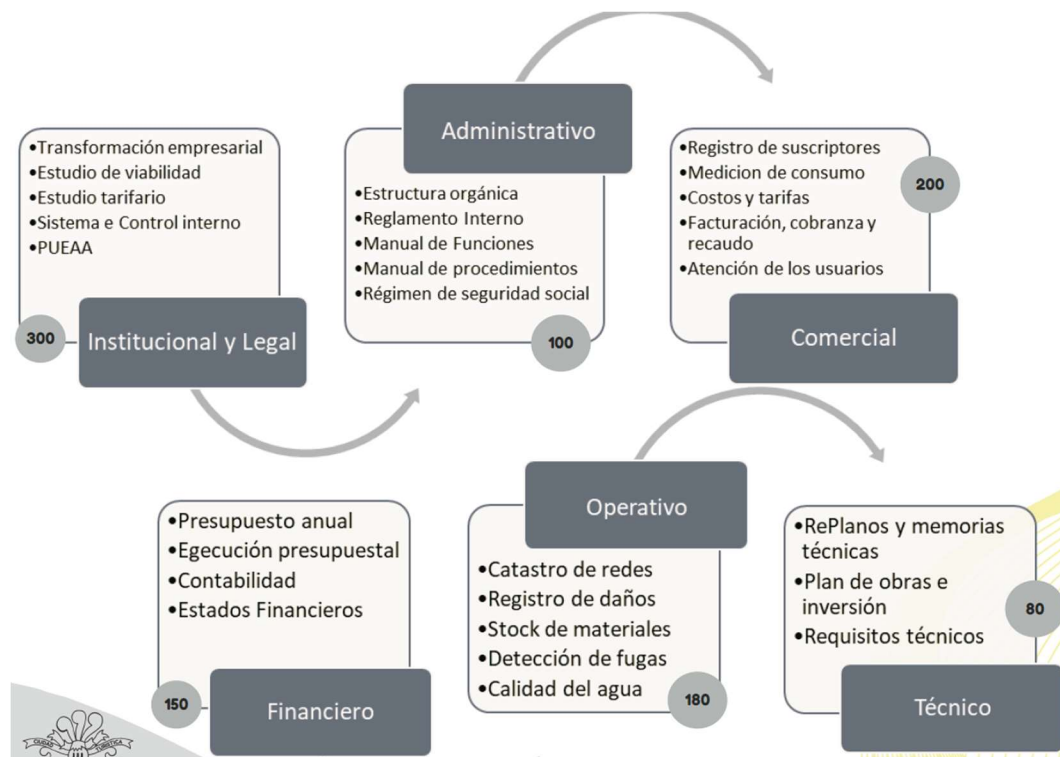 •Transformación empresarial
•Estudio de viabilidad
•Estudio tarifario
•Sistema e Control interno
•PUEAA
300
Institucional y Legal
Administrativo
•Estructura orgánica
•Reglamento Interno
•Manual de Funciones
•Manual de procedimientos
•Régimen de seguridad social
100
•Registro de suscriptores
•Medicion de consumo
•Costos y tarifas
•Facturación, cobranza y
recaudo
•Atención de los usuarios
200
Comercial
•Presupuesto anual
•Egecución presupuestal
•Contabilidad
•Estados Financieros
150
Financiero
Operativo
•Catastro de redes
•Registro de daños
•Stock de materiales
•Detección de fugas
•Calidad del agua
180
•RePlanos y memorias
técnicas
•Plan de obras e
inversión
•Requisitos técnicos
80
Técnico
CIUDAD TURISTICA